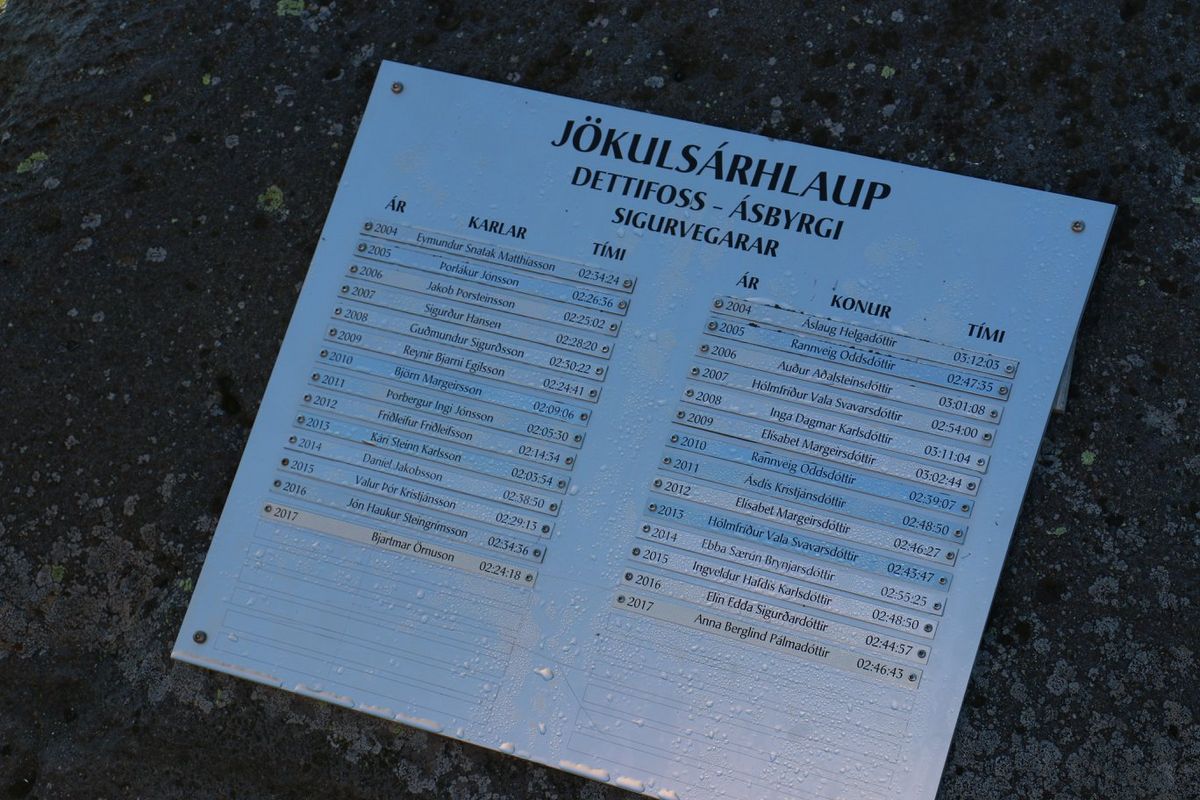 JÖKULSÁRHLAUP
DETTIFOSS – ÁSBYRGI
SIGURVEGARAR
ÁR KARLAR TÍMI
2004 Eymundur Snatak Matthíasson 02:34:24
2005 Þorlákur Jónsson 02:26:36
2006 Jakob Þorsteinsson 02:25:02
2007 Sigurður Hansen 02:28:20
2008 Guðmundur Sigurðsson 02:30:22
2009 Reynir Bjarni Egilsson 02:24:41
2010 Björn Margeirsson 02:09:06
2011 Þorbergur Ingi Jónsson 02:05:30
2012 Friðleifur Friðleifsson 02:14:54
2013 Kári Steinn Karlsson 02:03:54
2014 Daníel Jakobsson 02:38:50
2015 Valur Þór Kristjánsson 02:29:13
2016 Jón Haukur Steingrímsson 02:34:36
2017 Bjartmar Örnuson 02:24:18
ÁR KONUR TÍMI
2004 Áslaug Helgadóttir 03:12:03
2005 Rannveig Oddsdóttir 02:47:35
2006 Auður Aðalsteinsdóttir 03:01:08
2007 Hólmfríður Vala Svavarsdóttir 02:54:00
2008 Inga Dagmar Karlsdóttir 03:11:04
2009 Elísabet Margeirsdóttir 03:02:44
2010 Rannveig Oddsdóttir 02:39:07
2011 Ásdís Kristjánsdóttir 02:48:50
2012 Elísabet Margeirsdóttir 02:46:27
2013 Hólmfríður Vala Svavarsdóttir 02:43:47
2014 Ebba Særún Brynjarsdóttir 02:55:25
2015 Ingveldur Hafdís Karlsdóttir 02:48:50
2016 Elín Edda Sigurðardóttir 02:44:57
2017 Anna Berglind Pálmadóttir 02:46:43